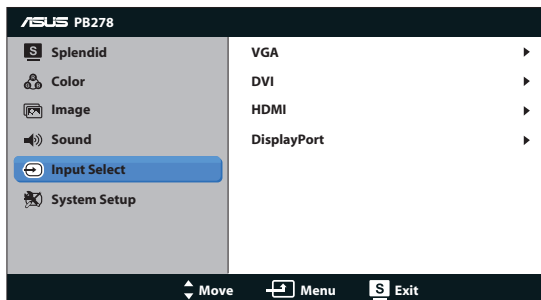 ASUS PB278
S Splendid
VGA
Color
DVI
Image
HDMI
Sound
DisplayPort
Input Select
System Setup
Move Menu S Exit